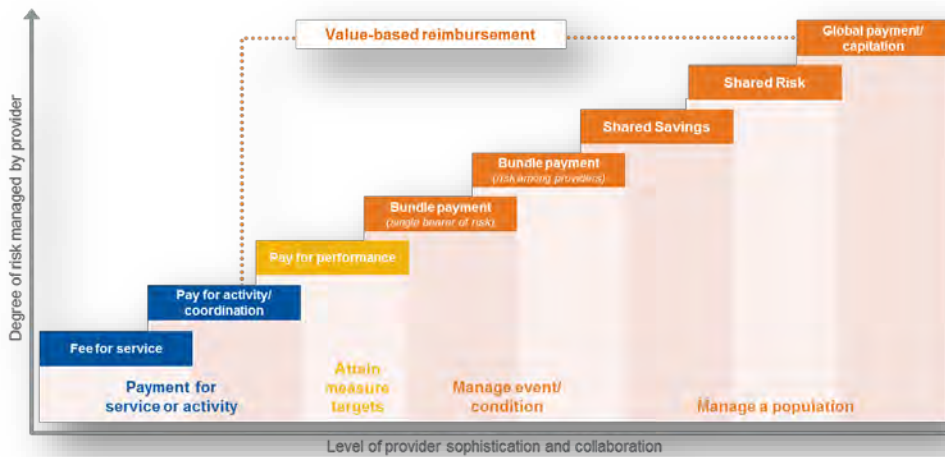 Value-based reimbursement
Global payment/
capitation
Shared Risk
Shared Savings
Bundle payment
(risk among providers)
Bundle payment
(single bearer of risk)
Pay for performance
Pay for activity/
coordination
Fee for service
Payment for
service or activity
Attain
measure
targets
Manage event/
condition
Manage a population
Degree of risk managed by provider
Level of provider sophistication and collaboration